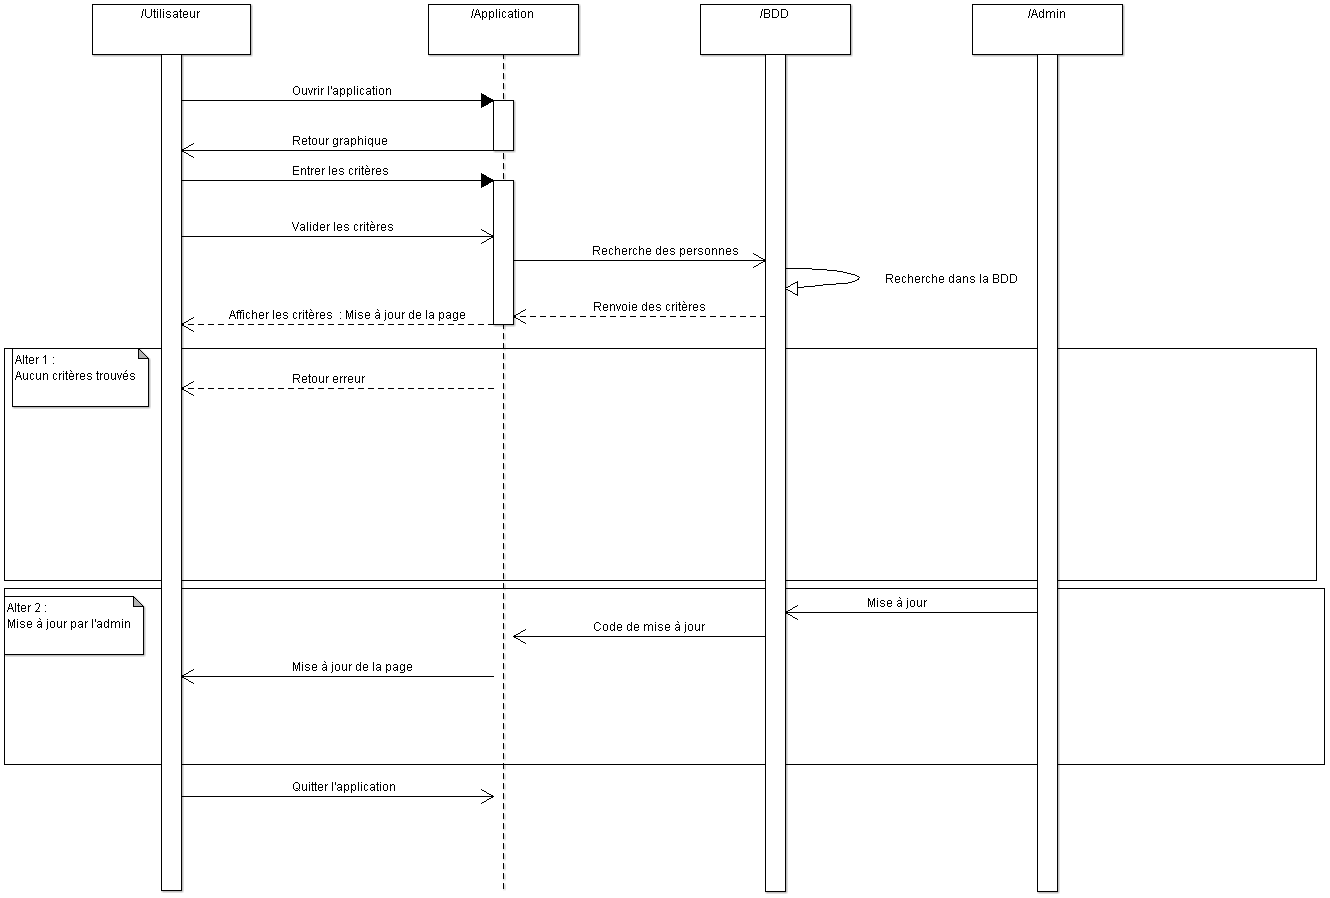 /Utilisateur
/Application
/BDD
/Admin
Ouvrir l'application
Retour graphique
Entrer les critères
Valider les critères
Recherche des personnes
Recherche dans la BDD
Renvoie des critères
Afficher les critères : Mise à jour de la page
Alter 1 :
Aucun critères trouvés
Retour erreur
Alter 2 :
Mise à jour par l'admin
Mise à jour
Code de mise à jour
Mise à jour de la page
Quitter l'application